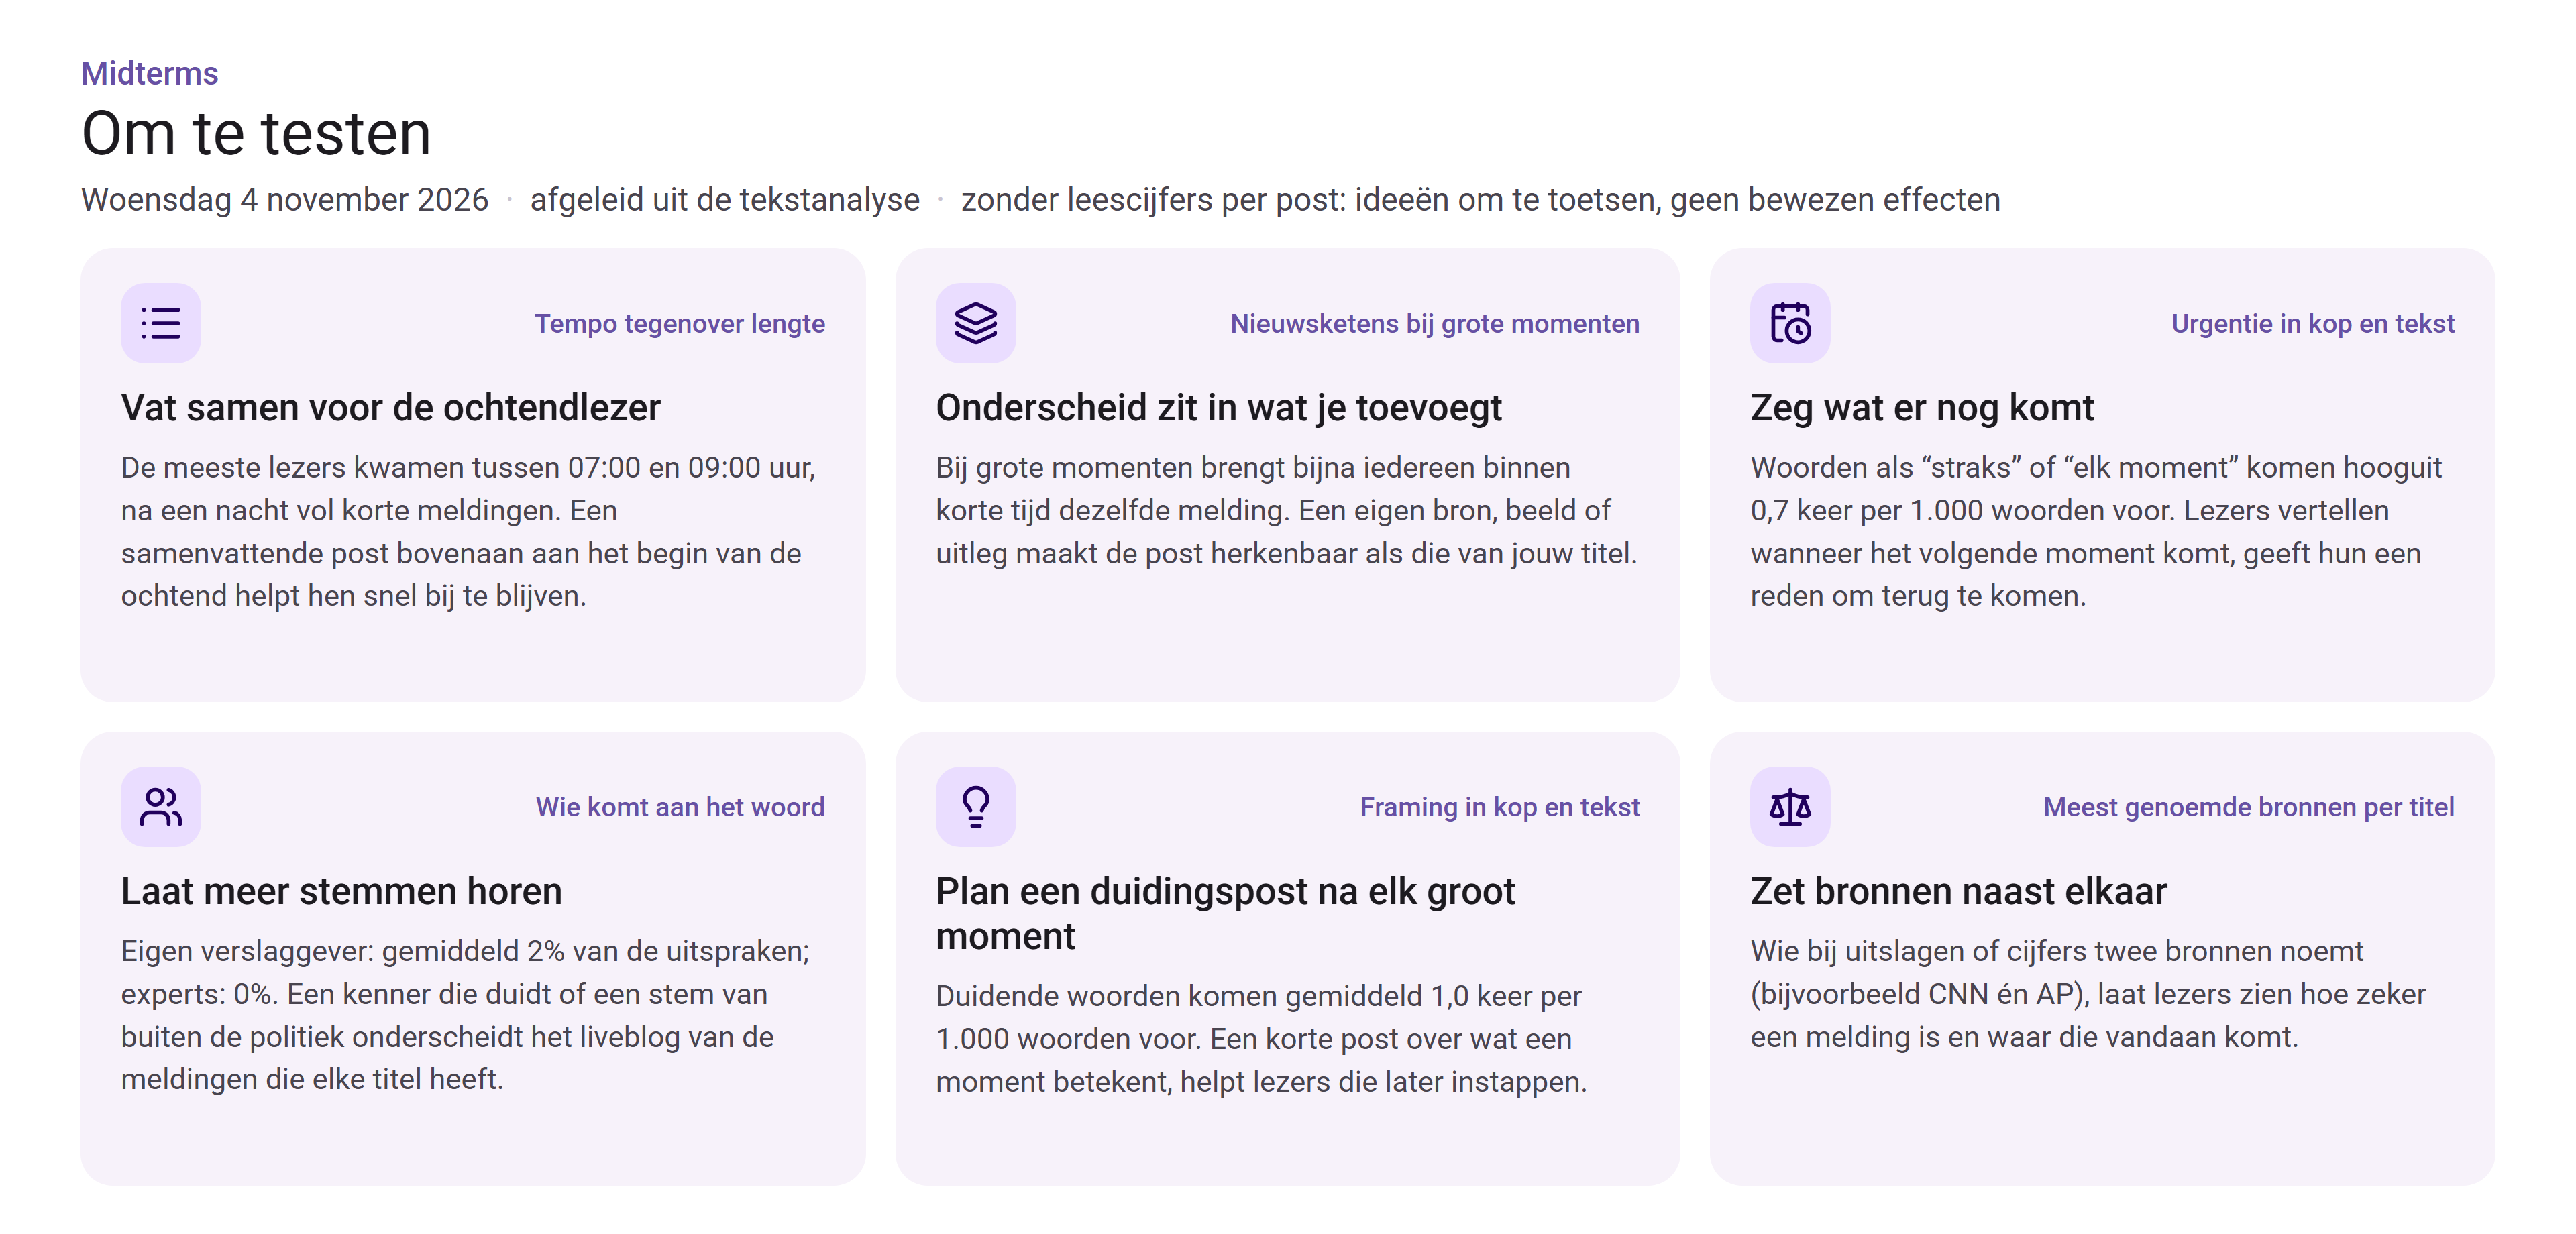 Midterms
Om te testen
Woensdag 4 november 2026 · afgeleid uit de tekstanalyse · zonder leescijfers per post: ideeën om te toetsen, geen bewezen effecten
Tempo tegenover lengte
Vat samen voor de ochtendlezer
De meeste lezers kwamen tussen 07:00 en 09:00 uur,
na een nacht vol korte meldingen. Een
samenvattende post bovenaan aan het begin van de
ochtend helpt hen snel bij te blijven.
Nieuwsketens bij grote momenten
Onderscheid zit in wat je toevoegt
Bij grote momenten brengt bijna iedereen binnen
korte tijd dezelfde melding. Een eigen bron, beeld of
uitleg maakt de post herkenbaar als die van jouw titel.
Urgentie in kop en tekst
Zeg wat er nog komt
Woorden als “straks” of “elk moment” komen hooguit
0,7 keer per 1.000 woorden voor. Lezers vertellen
wanneer het volgende moment komt, geeft hun een
reden om terug te komen.
Wie komt aan het woord
Laat meer stemmen horen
Eigen verslaggever: gemiddeld 2% van de uitspraken;
experts: 0%. Een kenner die duidt of een stem van
buiten de politiek onderscheidt het liveblog van de
meldingen die elke titel heeft.
Framing in kop en tekst
Plan een duidingspost na elk groot
moment
Duidende woorden komen gemiddeld 1,0 keer per
1.000 woorden voor. Een korte post over wat een
moment betekent, helpt lezers die later instappen.
Meest genoemde bronnen per titel
Zet bronnen naast elkaar
Wie bij uitslagen of cijfers twee bronnen noemt
(bijvoorbeeld CNN én AP), laat lezers zien hoe zeker
een melding is en waar die vandaan komt.